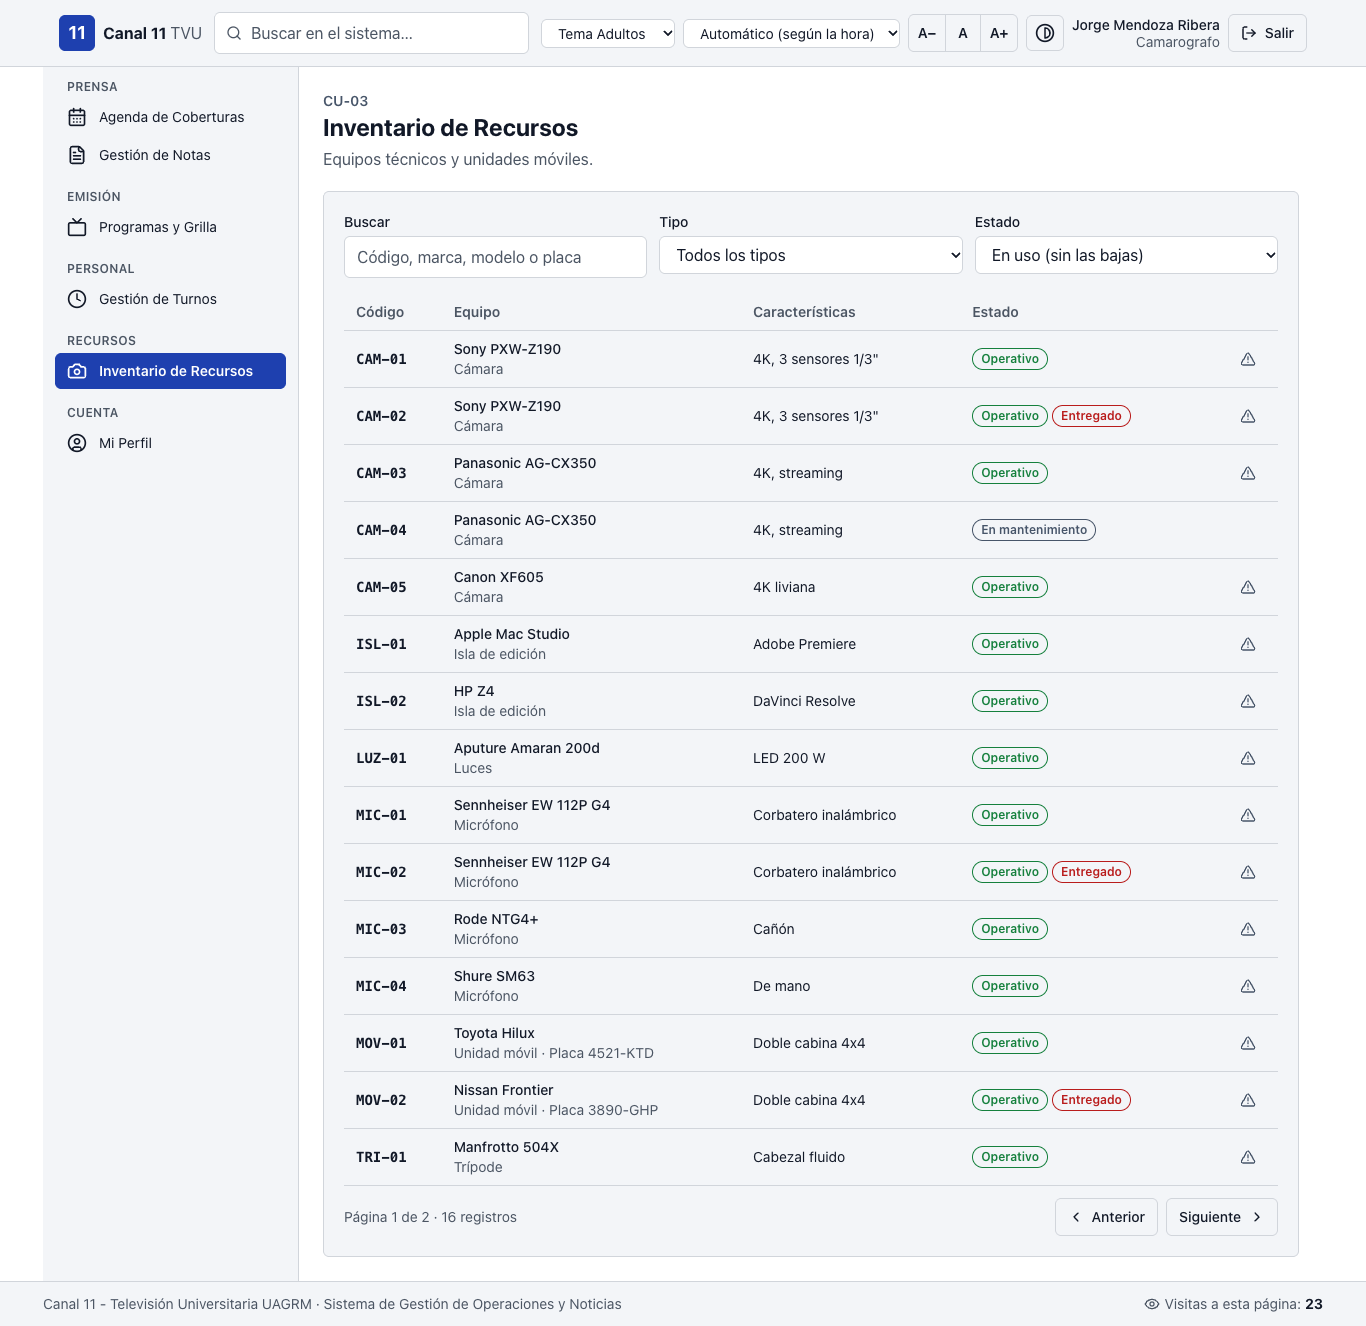 11 Canal 11 TVU
Buscar en el sistema...
Tema Adultos
Automático (según la hora)
A−
A
A+
Jorge Mendoza Ribera
Camarografo
Salir
PRENSA
Agenda de Coberturas
Gestión de Notas
EMISIÓN
Programas y Grilla
PERSONAL
Gestión de Turnos
RECURSOS
Inventario de Recursos
CUENTA
Mi Perfil
CU-03
Inventario de Recursos
Equipos técnicos y unidades móviles.
Buscar
Código, marca, modelo o placa
Tipo
Todos los tipos
Estado
En uso (sin las bajas)
Código Equipo Características Estado
CAM-01 Sony PXW-Z190 4K, 3 sensores 1/3" Operativo
Cámara
CAM-02 Sony PXW-Z190 4K, 3 sensores 1/3" Operativo Entregado
Cámara
CAM-03 Panasonic AG-CX350 4K, streaming Operativo
Cámara
CAM-04 Panasonic AG-CX350 4K, streaming En mantenimiento
Cámara
CAM-05 Canon XF605 4K liviana Operativo
Cámara
ISL-01 Apple Mac Studio Adobe Premiere Operativo
Isla de edición
ISL-02 HP Z4 DaVinci Resolve Operativo
Isla de edición
LUZ-01 Aputure Amaran 200d LED 200 W Operativo
Luces
MIC-01 Sennheiser EW 112P G4 Corbatero inalámbrico Operativo
Micrófono
MIC-02 Sennheiser EW 112P G4 Corbatero inalámbrico Operativo Entregado
Micrófono
MIC-03 Rode NTG4+ Cañón Operativo
Micrófono
MIC-04 Shure SM63 De mano Operativo
Micrófono
MOV-01 Toyota Hilux Doble cabina 4x4 Operativo
Unidad móvil · Placa 4521-KTD
MOV-02 Nissan Frontier Doble cabina 4x4 Operativo Entregado
Unidad móvil · Placa 3890-GHP
TRI-01 Manfrotto 504X Cabezal fluido Operativo
Trípode
Página 1 de 2 · 16 registros
Anterior
Siguiente
Canal 11 - Televisión Universitaria UAGRM · Sistema de Gestión de Operaciones y Noticias
Visitas a esta página: 23